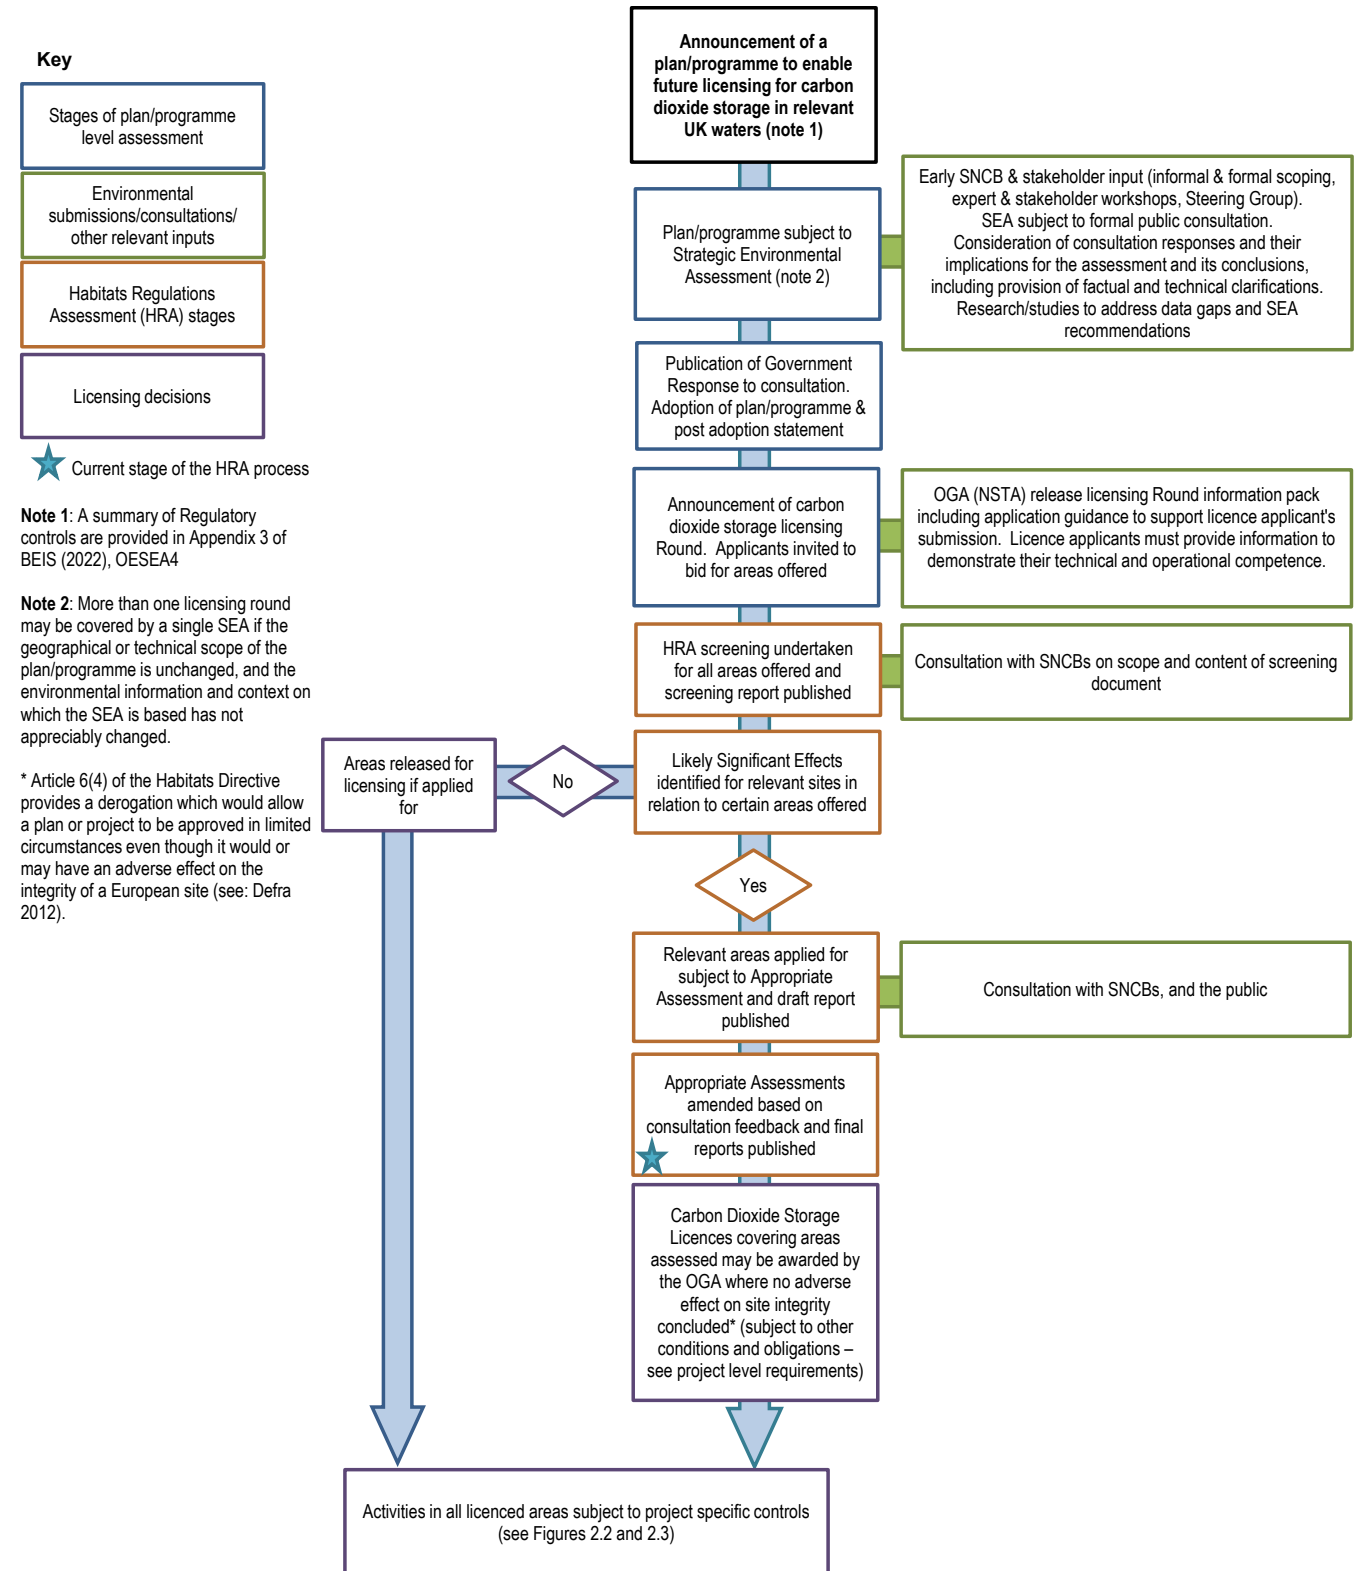 Key
Stages of plan/programme
level assessment
Environmental
submissions/consultations/
other relevant inputs
Habitats Regulations
Assessment (HRA) stages
Licensing decisions
Current stage of the HRA process
Note 1: A summary of Regulatory
controls are provided in Appendix 3 of
BEIS (2022), OESEA4
Note 2: More than one licensing round
may be covered by a single SEA if the
geographical or technical scope of the
plan/programme is unchanged, and the
environmental information and context on
which the SEA is based has not
appreciably changed.
* Article 6(4) of the Habitats Directive
provides a derogation which would allow
a plan or project to be approved in limited
circumstances even though it would or
may have an adverse effect on the
integrity of a European site (see: Defra
2012).
Announcement of a
plan/programme to enable
future licensing for carbon
dioxide storage in relevant
UK waters (note 1)
Plan/programme subject to
Strategic Environmental
Assessment (note 2)
Early SNCB & stakeholder input (informal & formal scoping,
expert & stakeholder workshops, Steering Group).
SEA subject to formal public consultation.
Consideration of consultation responses and their
implications for the assessment and its conclusions,
including provision of factual and technical clarifications.
Research/studies to address data gaps and SEA
recommendations
Publication of Government
Response to consultation.
Adoption of plan/programme &
post adoption statement
Announcement of carbon
dioxide storage licensing
Round. Applicants invited to
bid for areas offered
OGA (NSTA) release licensing Round information pack
including application guidance to support licence applicant's
submission. Licence applicants must provide information to
demonstrate their technical and operational competence.
HRA screening undertaken
for all areas offered and
screening report published
Consultation with SNCBs on scope and content of screening
document
Likely Significant Effects
identified for relevant sites in
relation to certain areas offered
No
Areas released for
licensing if applied
for
Yes
Relevant areas applied for
subject to Appropriate
Assessment and draft report
published
Consultation with SNCBs, and the public
Appropriate Assessments
amended based on
consultation feedback and final
reports published
Carbon Dioxide Storage
Licences covering areas
assessed may be awarded by
the OGA where no adverse
effect on site integrity
concluded* (subject to other
conditions and obligations –
see project level requirements)
Activities in all licenced areas subject to project specific controls
(see Figures 2.2 and 2.3)